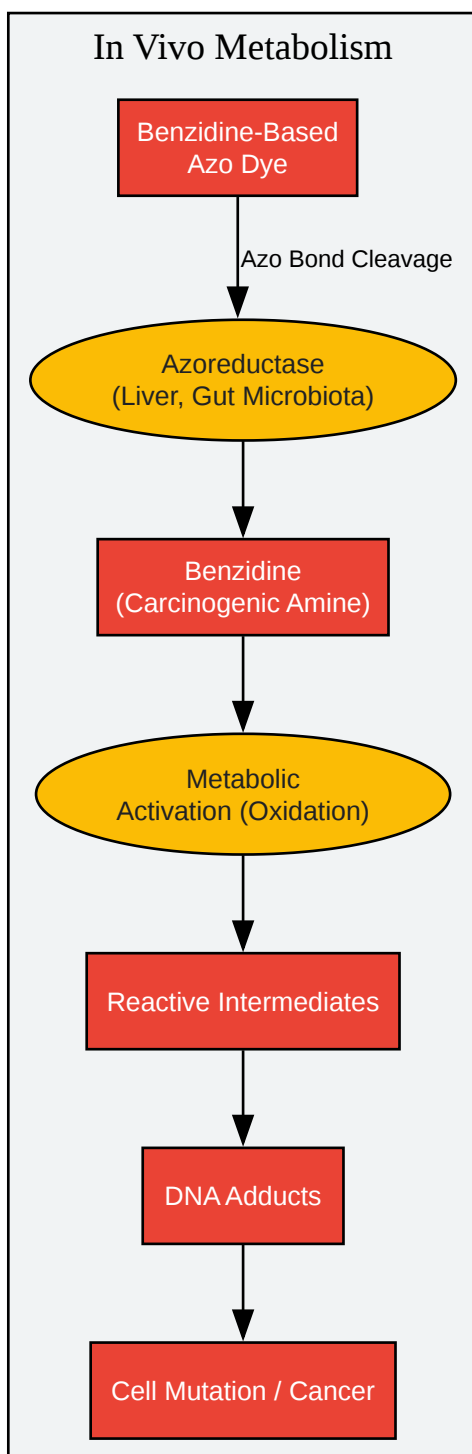 In Vivo Metabolism
Benzidine-Based
Azo Dye
Azo Bond Cleavage
Azoreductase
(Liver, Gut Microbiota)
Benzidine
(Carcinogenic Amine)
Metabolic
Activation (Oxidation)
Reactive Intermediates
DNA Adducts
Cell Mutation / Cancer